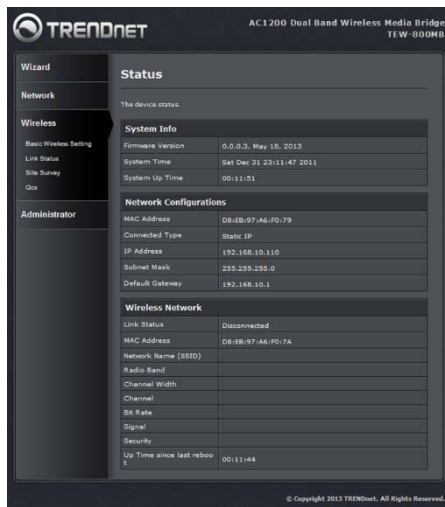 TRENDNET
AC1200 Dual Band Wireless Media Bridge
TEW-800MB
Wizard
Network
Wireless
Basic Wireless Setting
Link Status
Site Survey
Qos
Administrator
Status
The device status.
System Info
Firmware Version 0.0.0.3, May 18, 2013
System Time Sat Dec 31 23:11:47 2011
System Up Time 00:11:51
Network Configurations
MAC Address D8:EB:97:A6:F0:79
Connected Type Static IP
IP Address 192.168.10.110
Subnet Mask 255.255.255.0
Default Gateway 192.168.10.1
Wireless Network
Link Status Disconnected
MAC Address D8:EB:97:A6:F0:7A
Network Name (SSID)
Radio Band
Channel Width
Channel
Bit Rate
Signal
Security
Up Time since last reboo
t 00:11:44
© Copyright 2013 TRENDnet. All Rights Reserved.